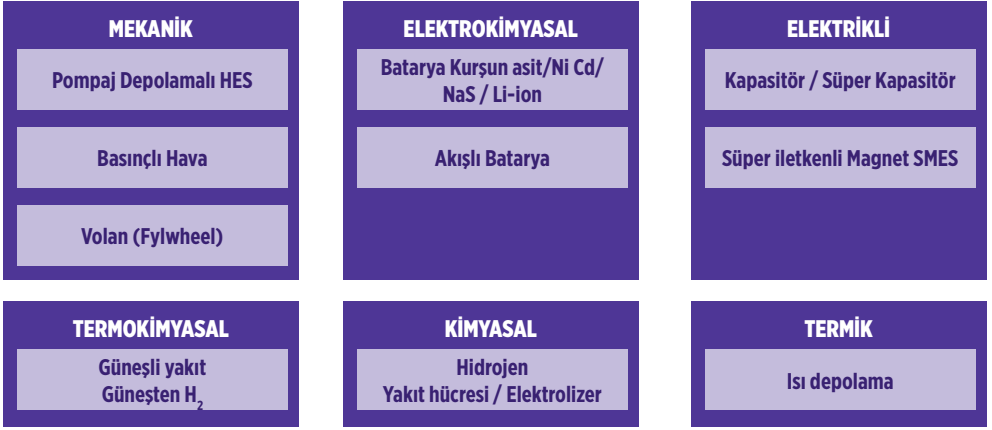 MEKANİK
Pompaj Depolamalı HES
Basınçlı Hava
Volan (Fylwheel)
ELEKTROKİMYASAL
Batarya Kurşun asit/Ni Cd/
NaS / Li-ion
Akışlı Batarya
ELEKTRİKLİ
Kapasitör / Süper Kapasitör
Süper iletkenli Magnet SMES
TERMOKİMYASAL
Güneşli yakıt
Güneşten H₂
KİMYASAL
Hidrojen
Yakıt hücresi / Elektrolizer
TERMİK
Isı depolama